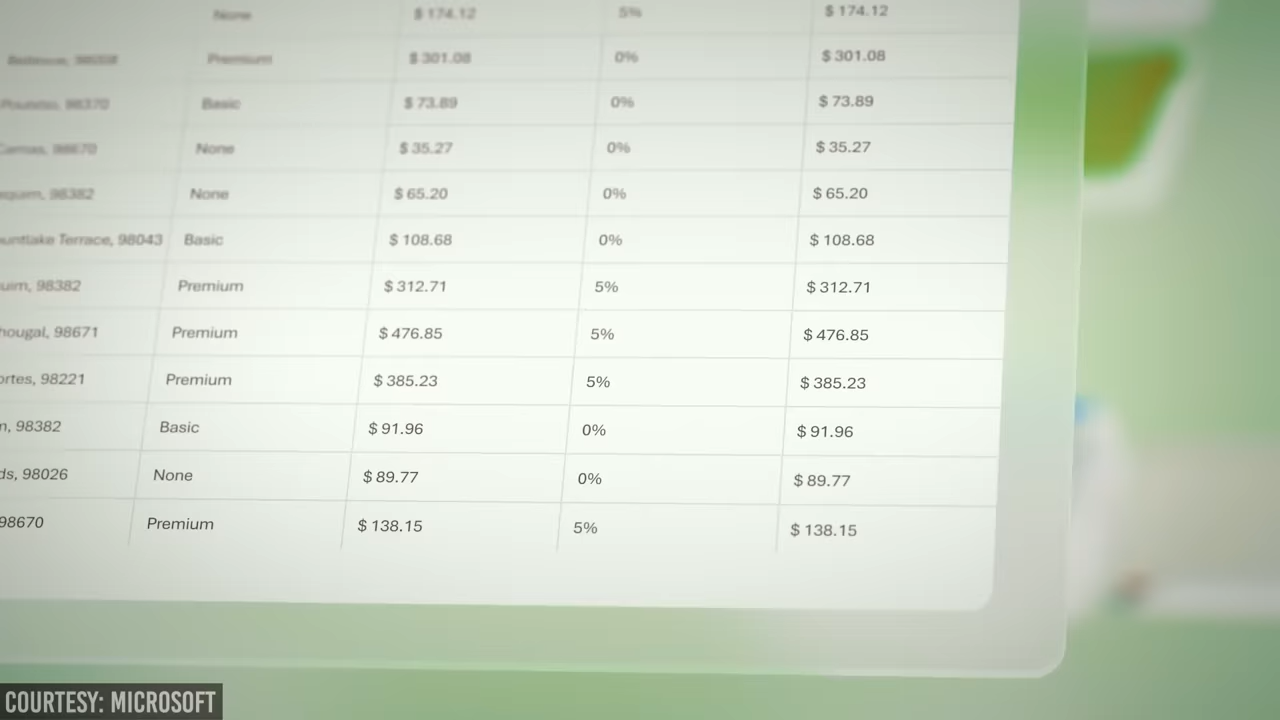 None $ 174.12 5% $ 174.12
Premium $ 301.08 0% $ 301.08
98370 Basic $ 73.89 0% $ 73.89
98670 None $ 35.27 0% $ 35.27
equim, 98382 None $ 65.20 0% $ 65.20
untlake Terrace, 98043 Basic $ 108.68 0% $ 108.68
uim, 98382 Premium $ 312.71 5% $ 312.71
hougal, 98671 Premium $ 476.85 5% $ 476.85
ortes, 98221 Premium $ 385.23 5% $ 385.23
m, 98382 Basic $ 91.96 0% $ 91.96
ds, 98026 None $ 89.77 0% $ 89.77
98670 Premium $ 138.15 5% $ 138.15
COURTESY: MICROSOFT